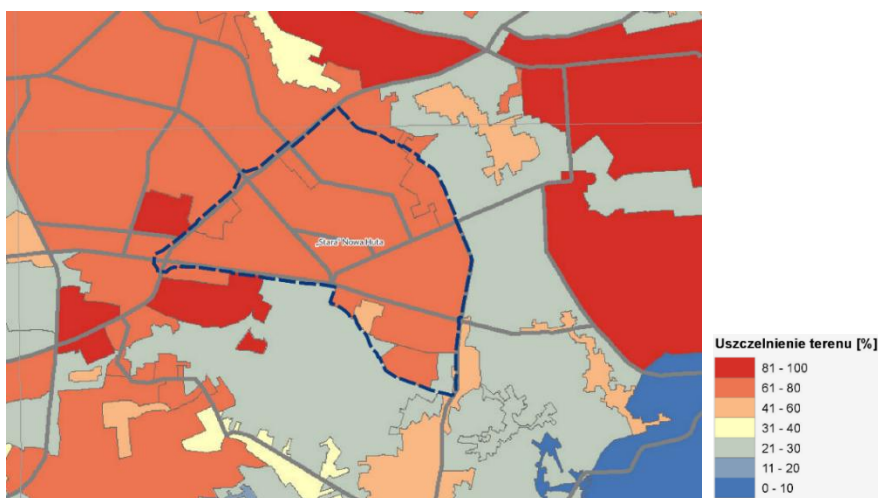 „Stara” Nowa Huta
Uszczelnienie terenu [%]
81 - 100
61 - 80
41 - 60
31 - 40
21 - 30
11 - 20
0 - 10